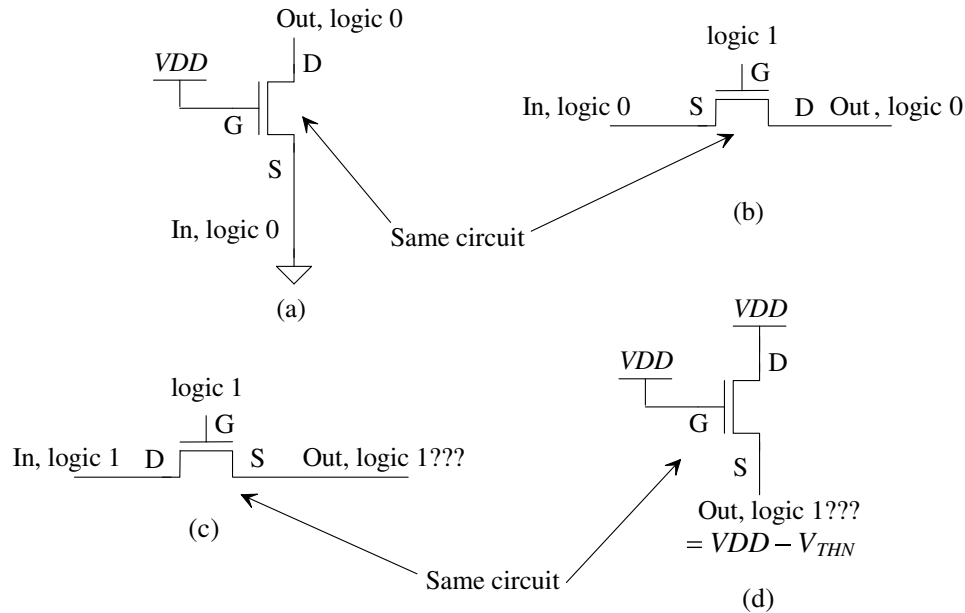 Out, logic 0
D
VDD
G
S
In, logic 0
(a)
logic 1
G
In, logic 0
S
D
Out, logic 0
(b)
Same circuit
logic 1
G
In, logic 1
D
S
Out, logic 1???
(c)
VDD
D
VDD
G
S
Out, logic 1???
= VDD − V_THN
(d)
Same circuit